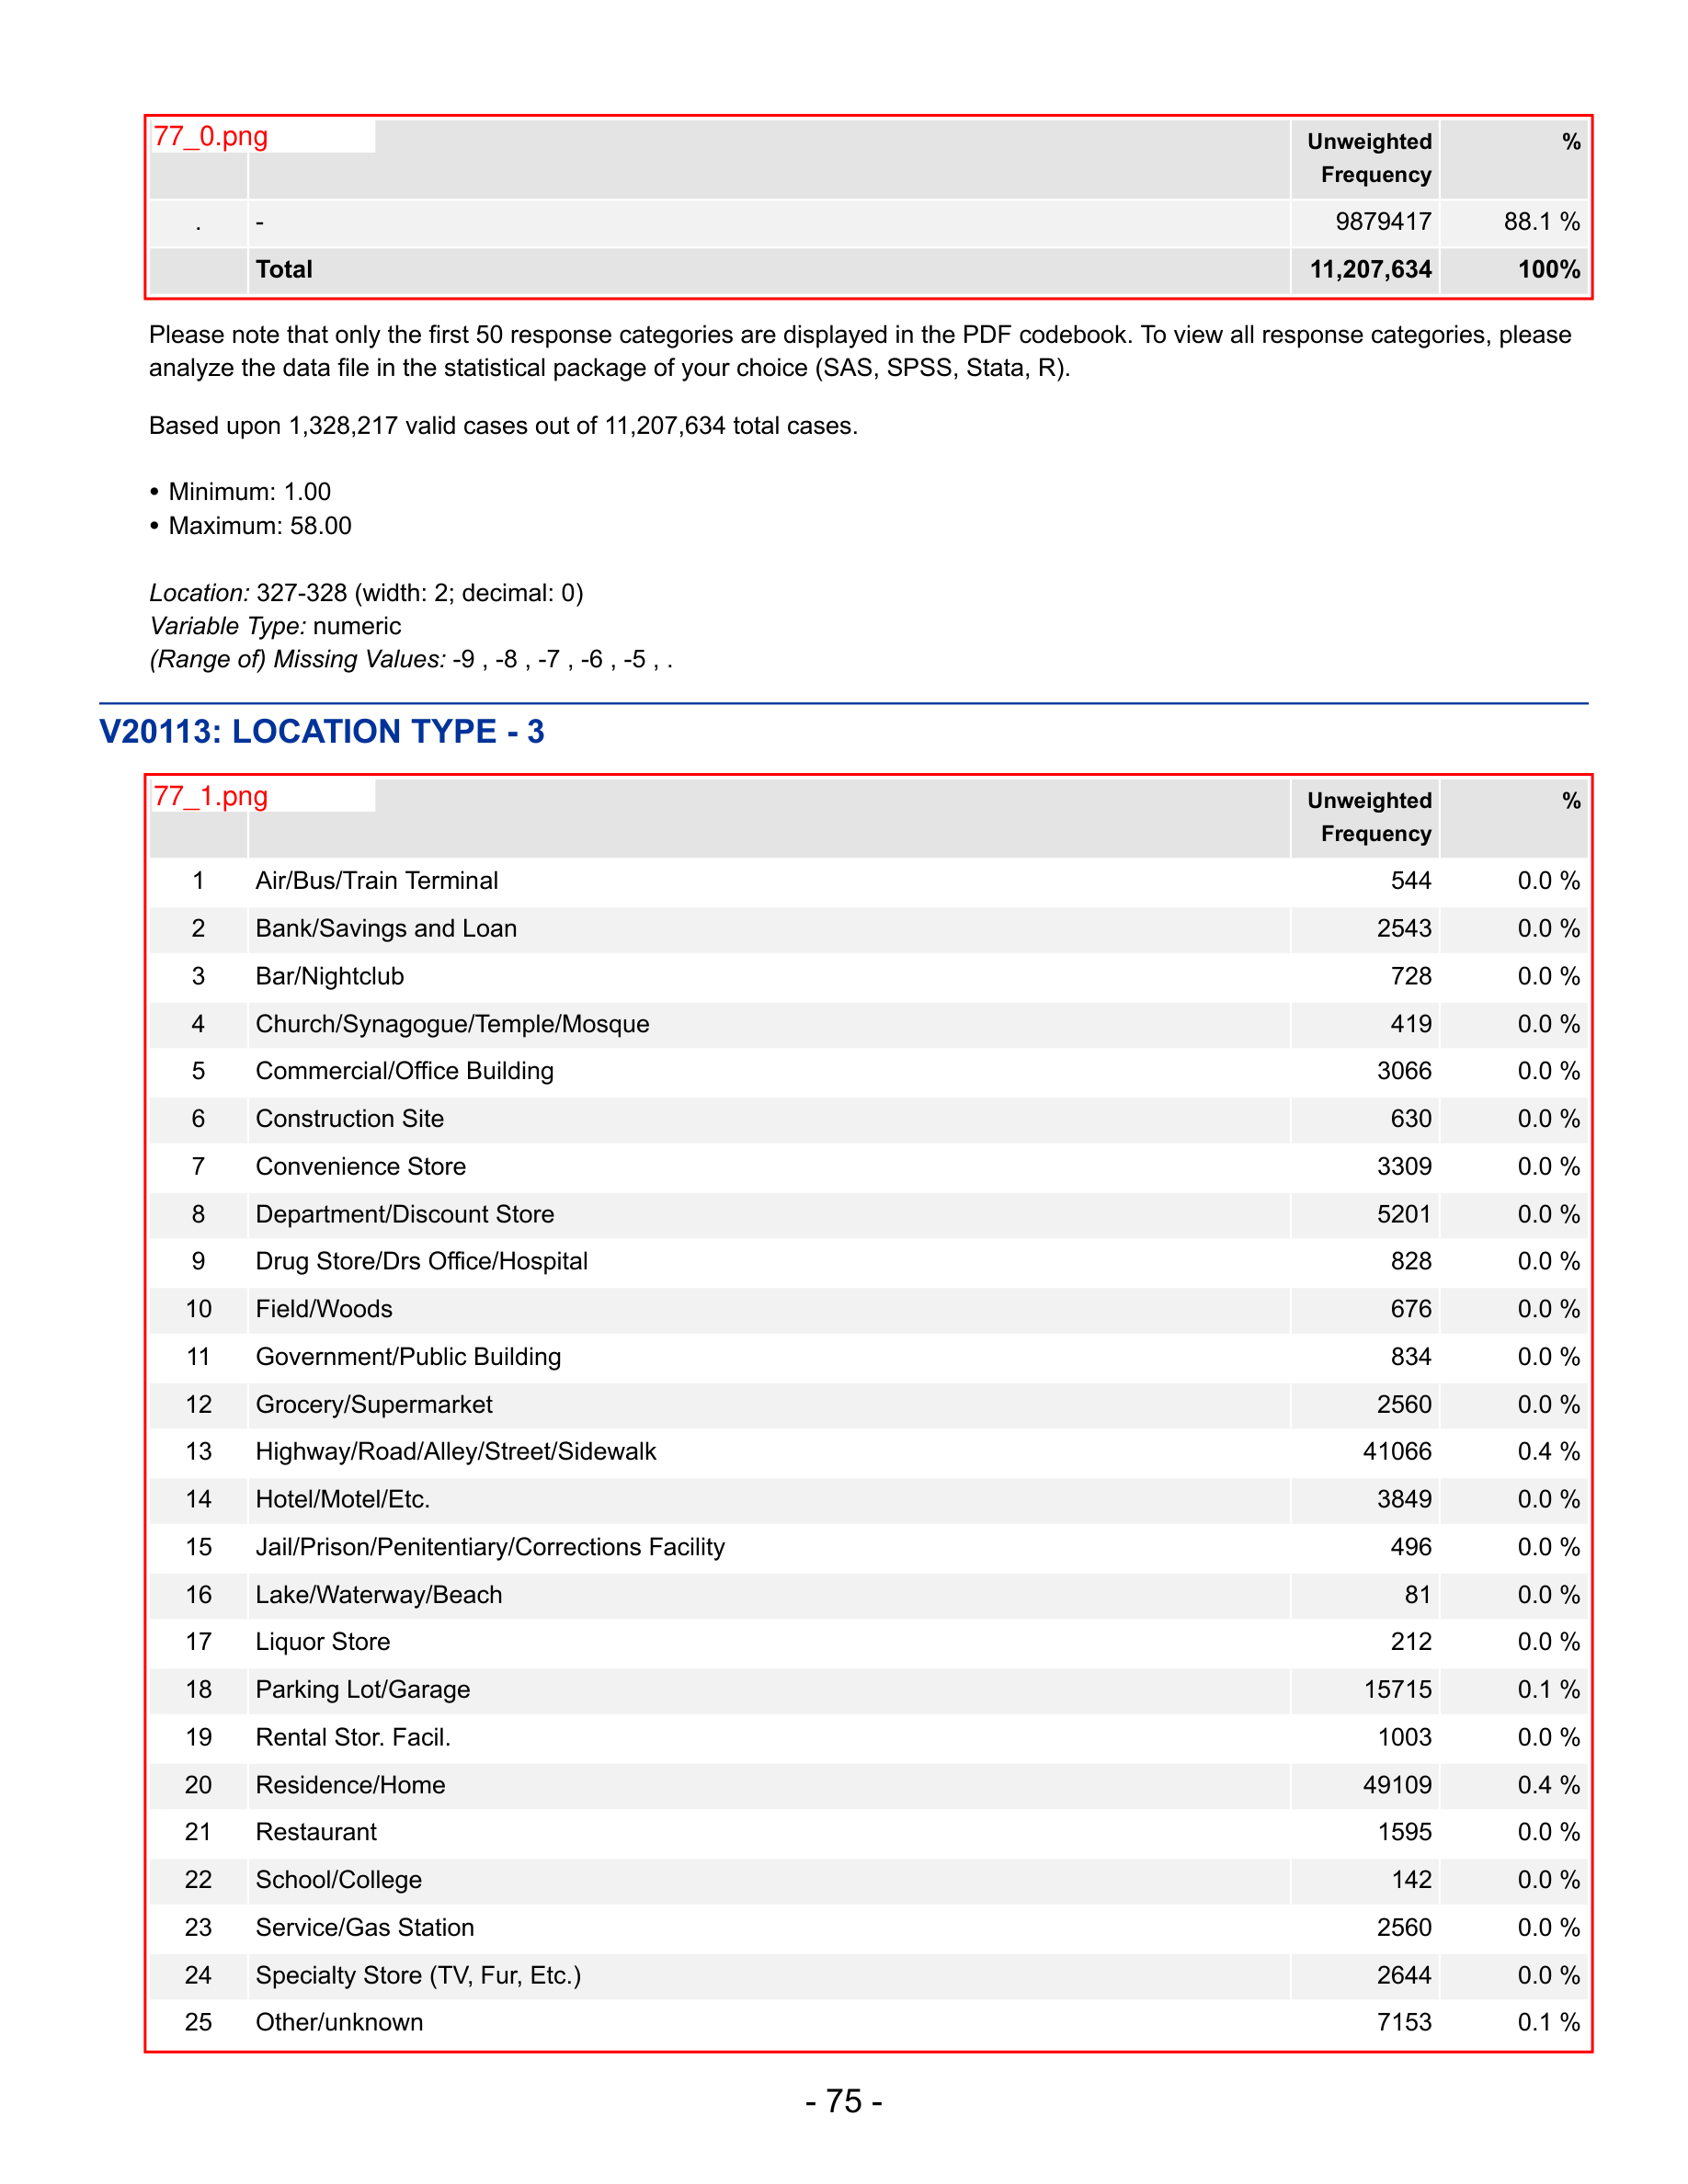 77_0.png
Unweighted Frequency %
. - 9879417 88.1 %
Total 11,207,634 100%
Please note that only the first 50 response categories are displayed in the PDF codebook. To view all response categories, please
analyze the data file in the statistical package of your choice (SAS, SPSS, Stata, R).
Based upon 1,328,217 valid cases out of 11,207,634 total cases.
• Minimum: 1.00
• Maximum: 58.00
Location: 327-328 (width: 2; decimal: 0)
Variable Type: numeric
(Range of) Missing Values: -9 , -8 , -7 , -6 , -5 , .
V20113: LOCATION TYPE - 3
77_1.png
Unweighted Frequency %
1 Air/Bus/Train Terminal 544 0.0 %
2 Bank/Savings and Loan 2543 0.0 %
3 Bar/Nightclub 728 0.0 %
4 Church/Synagogue/Temple/Mosque 419 0.0 %
5 Commercial/Office Building 3066 0.0 %
6 Construction Site 630 0.0 %
7 Convenience Store 3309 0.0 %
8 Department/Discount Store 5201 0.0 %
9 Drug Store/Drs Office/Hospital 828 0.0 %
10 Field/Woods 676 0.0 %
11 Government/Public Building 834 0.0 %
12 Grocery/Supermarket 2560 0.0 %
13 Highway/Road/Alley/Street/Sidewalk 41066 0.4 %
14 Hotel/Motel/Etc. 3849 0.0 %
15 Jail/Prison/Penitentiary/Corrections Facility 496 0.0 %
16 Lake/Waterway/Beach 81 0.0 %
17 Liquor Store 212 0.0 %
18 Parking Lot/Garage 15715 0.1 %
19 Rental Stor. Facil. 1003 0.0 %
20 Residence/Home 49109 0.4 %
21 Restaurant 1595 0.0 %
22 School/College 142 0.0 %
23 Service/Gas Station 2560 0.0 %
24 Specialty Store (TV, Fur, Etc.) 2644 0.0 %
25 Other/unknown 7153 0.1 %
- 75 -